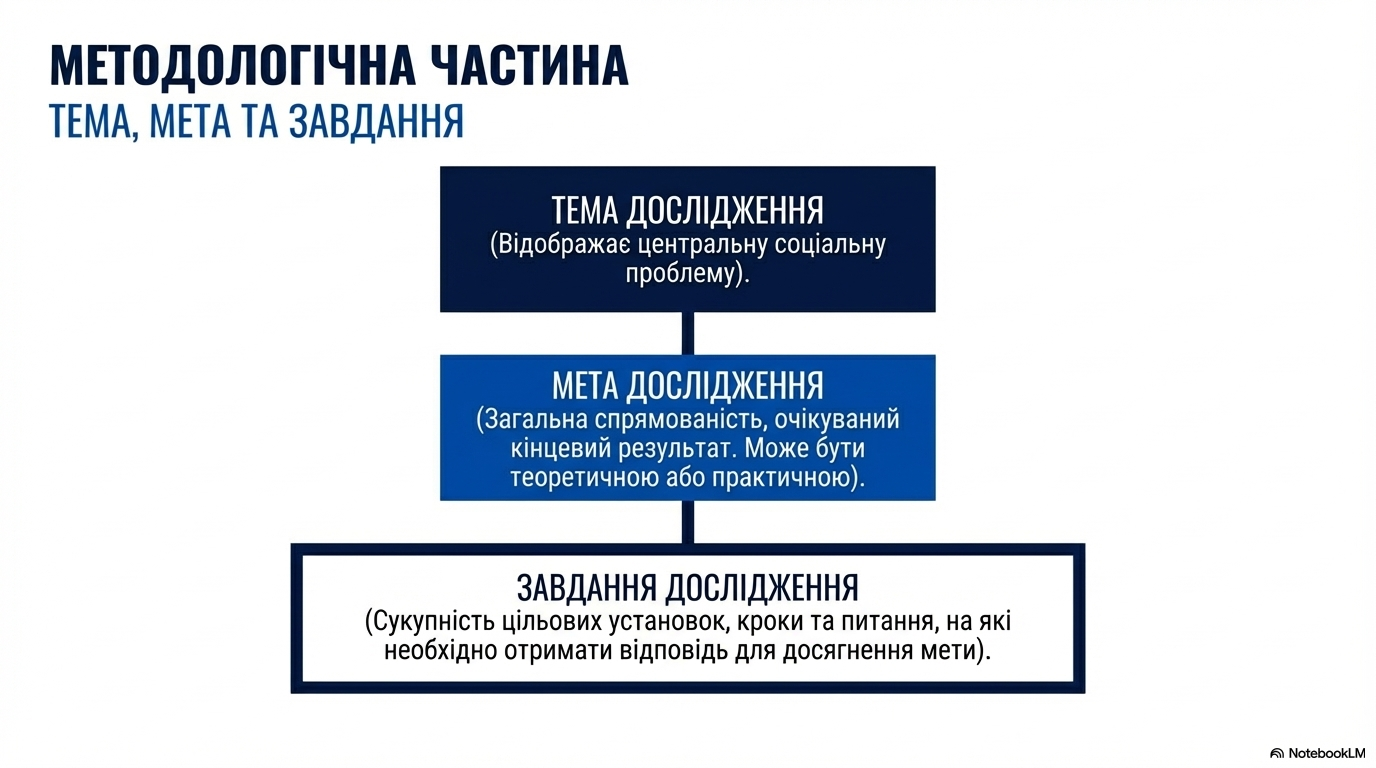 МЕТОДОЛОГІЧНА ЧАСТИНА
ТЕМА, МЕТА ТА ЗАВДАННЯ
ТЕМА ДОСЛІДЖЕННЯ
(Відображає центральну соціальну
проблему).
МЕТА ДОСЛІДЖЕННЯ
(Загальна спрямованість, очікуваний
кінцевий результат. Може бути
теоретичною або практичною).
ЗАВДАННЯ ДОСЛІДЖЕННЯ
(Сукупність цільових установок, кроки та питання, на які
необхідно отримати відповідь для досягнення мети).
NotebookLM